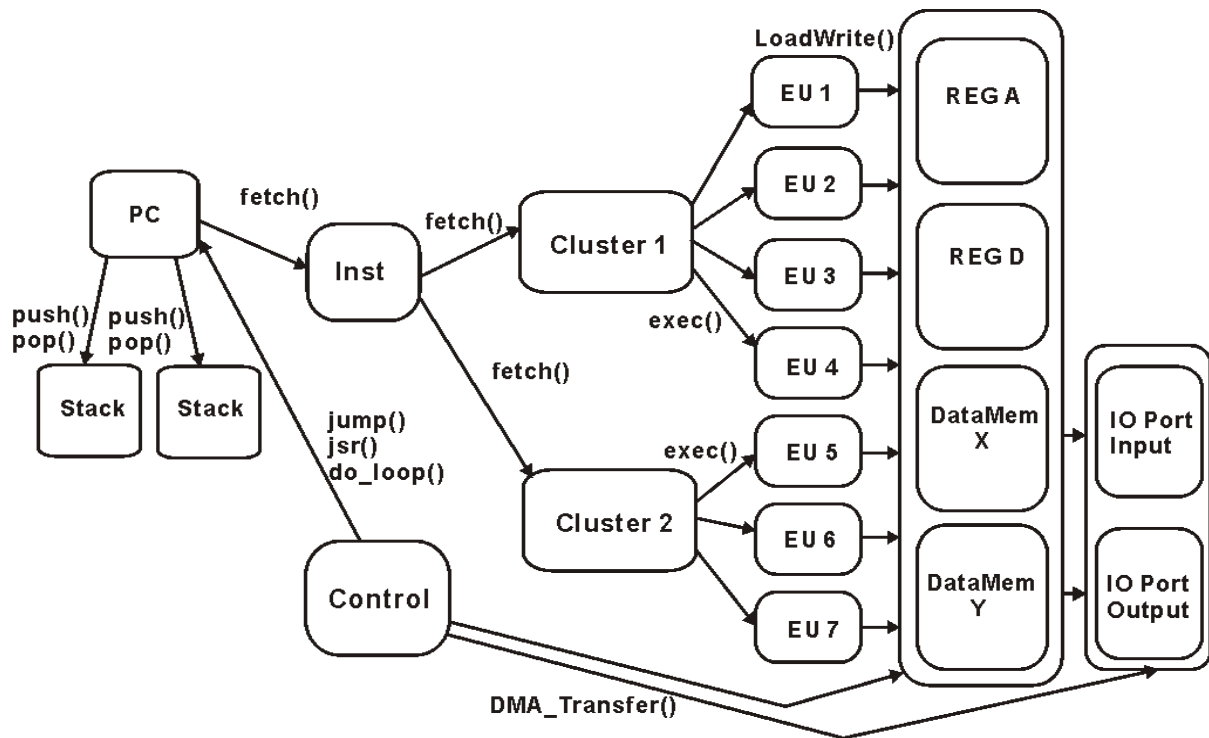 LoadWrite()
EU 1
REG A
EU 2
PC
fetch()
fetch()
Cluster 1
EU 3
REG D
Inst
exec()
push()
pop()
push()
pop()
EU 4
fetch()
Stack
Stack
jump()
jsr()
do_loop()
DataMem
X
IO Port
Input
exec()
EU 5
Cluster 2
EU 6
Control
DataMem
Y
IO Port
Output
EU 7
DMA_Transfer()